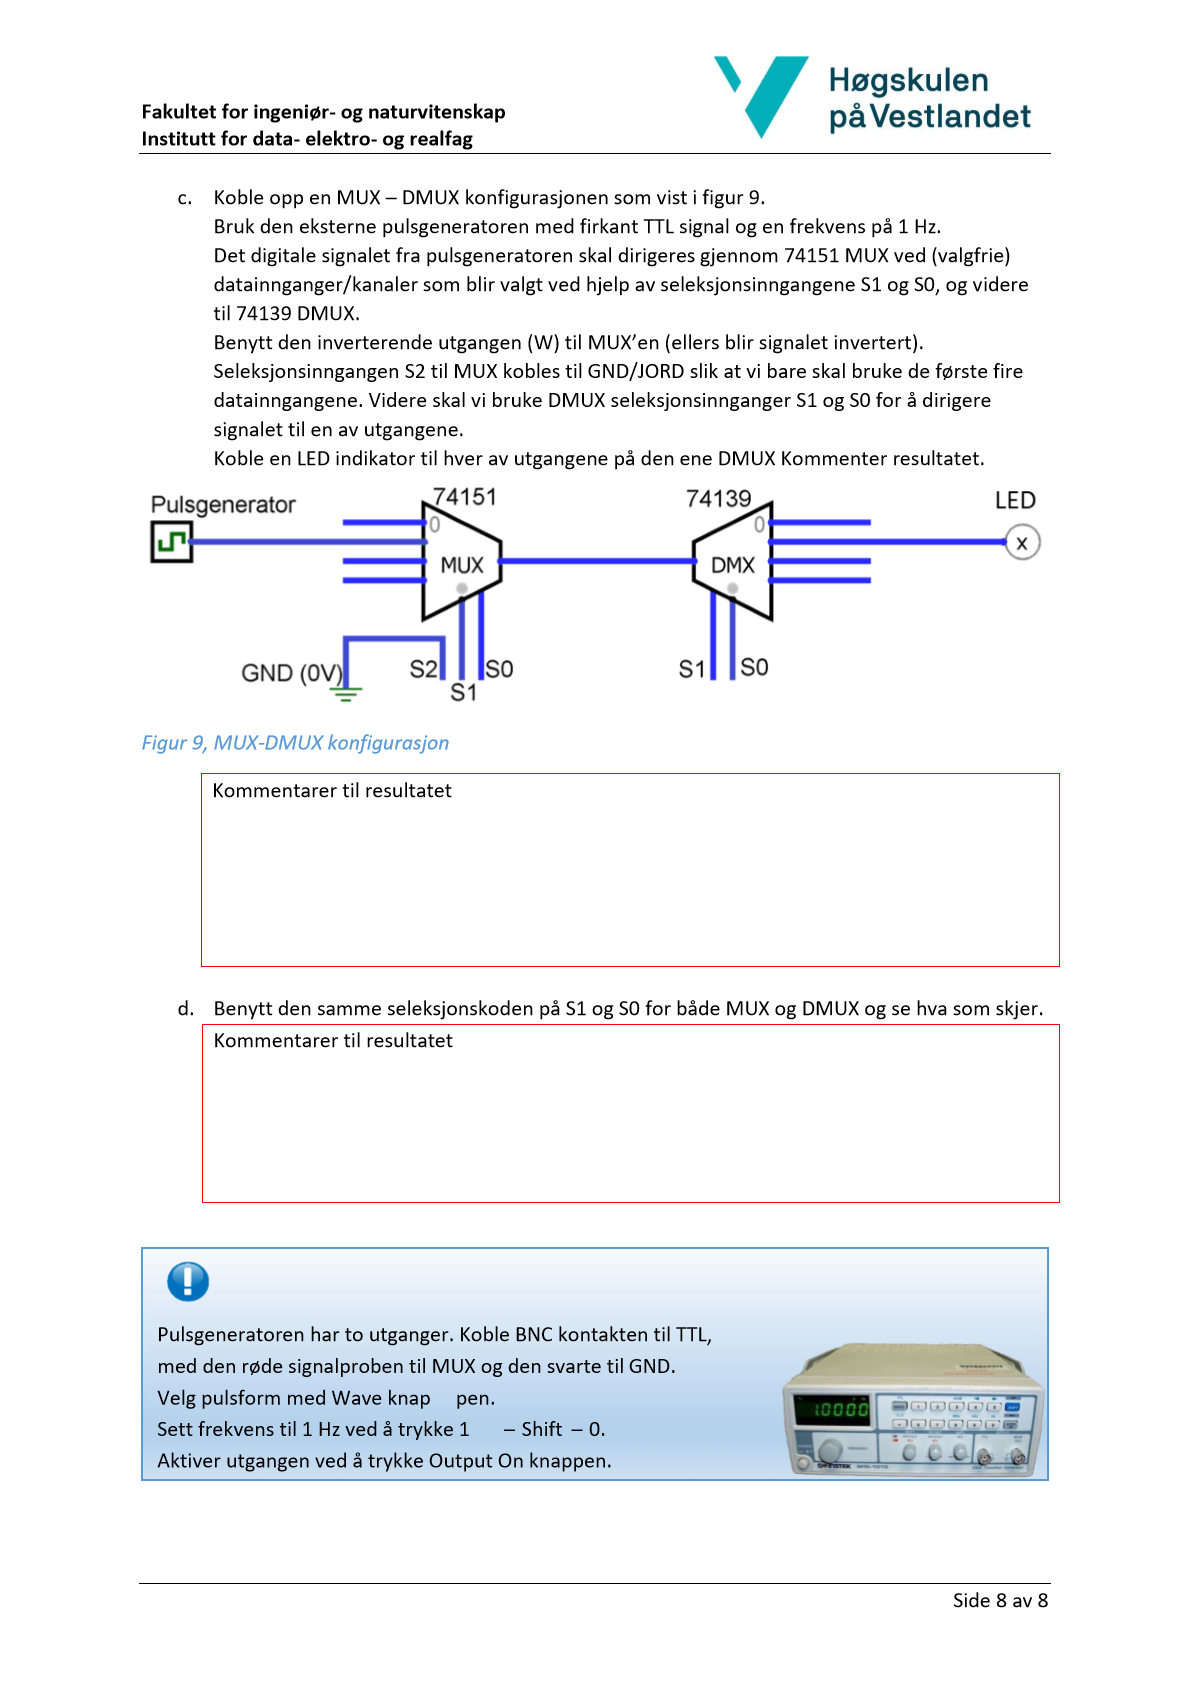 Fakultet for ingeniør- og naturvitenskap
Institutt for data- elektro- og realfag
Høgskulen
på Vestlandet
c. Koble opp en MUX – DMUX konfigurasjonen som vist i figur 9.
Bruk den eksterne pulsgeneratoren med firkant TTL signal og en frekvens på 1 Hz.
Det digitale signalet fra pulsgeneratoren skal dirigeres gjennom 74151 MUX ved (valgfrie)
datainnganger/kanaler som blir valgt ved hjelp av seleksjonsinngangene S1 og S0, og videre
til 74139 DMUX.
Benytt den inverterende utgangen (W) til MUX’en (ellers blir signalet invertert).
Seleksjonsinngangen S2 til MUX kobles til GND/JORD slik at vi bare skal bruke de første fire
datainngangene. Videre skal vi bruke DMUX seleksjonsinnganger S1 og S0 for å dirigere
signalet til en av utgangene.
Koble en LED indikator til hver av utgangene på den ene DMUX Kommenter resultatet.
Pulsgenerator
74151
74139
LED
0
0
X
MUX
DMX
GND (0V)
S2
S0
S1
S1
S0
Figur 9, MUX-DMUX konfigurasjon
Kommentarer til resultatet
d. Benytt den samme seleksjonskoden på S1 og S0 for både MUX og DMUX og se hva som skjer.
Kommentarer til resultatet
Pulsgeneratoren har to utganger. Koble BNC kontakten til TTL,
med den røde signalproben til MUX og den svarte til GND.
Velg pulsform med Wave knap pen.
Sett frekvens til 1 Hz ved å trykke 1 – Shift – 0.
Aktiver utgangen ved å trykke Output On knappen.
Side 8 av 8